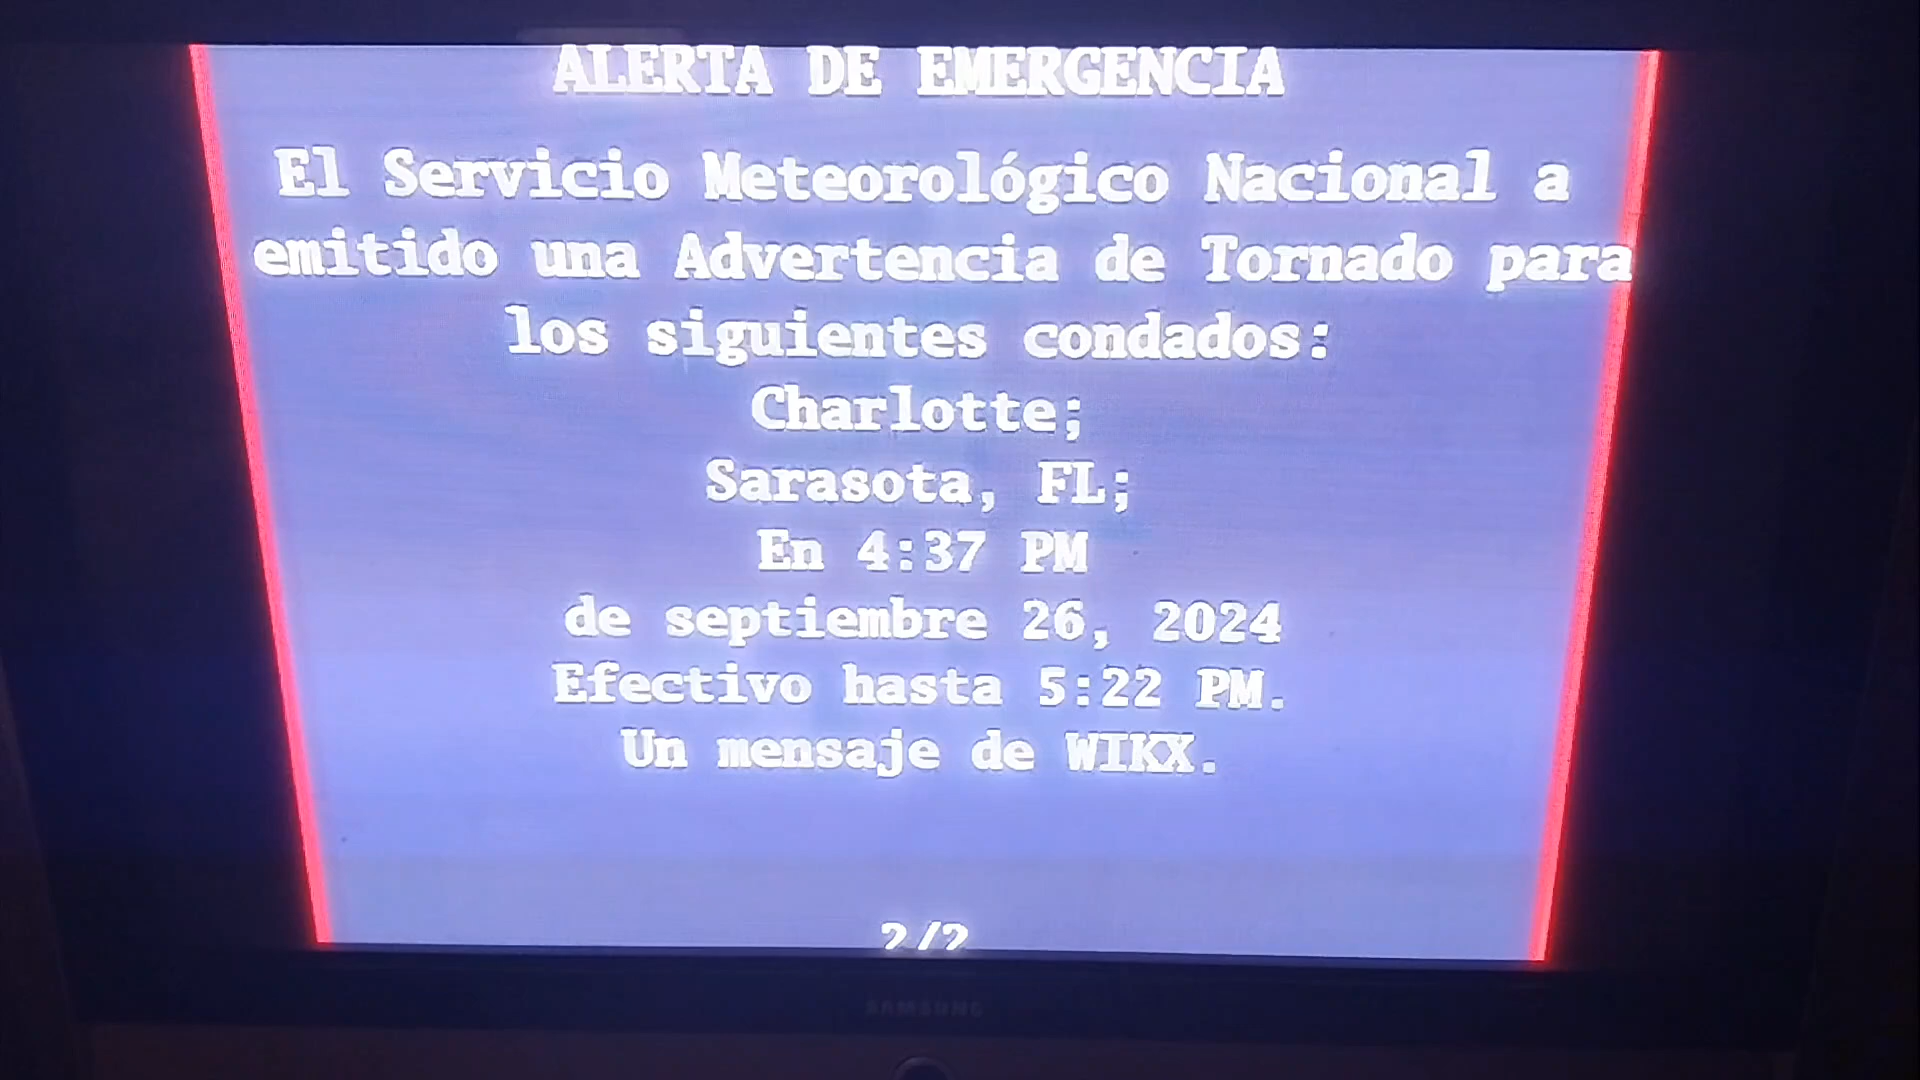 ALERTA DE EMERGENCIA
El Servicio Meteorológico Nacional a
emitido una Advertencia de Tornado para
los siguientes condados:
Charlotte;
Sarasota, FL;
En 4:37 PM
de septiembre 26, 2024
Efectivo hasta 5:22 PM.
Un mensaje de WIKX.
2/2
SAMSUNG